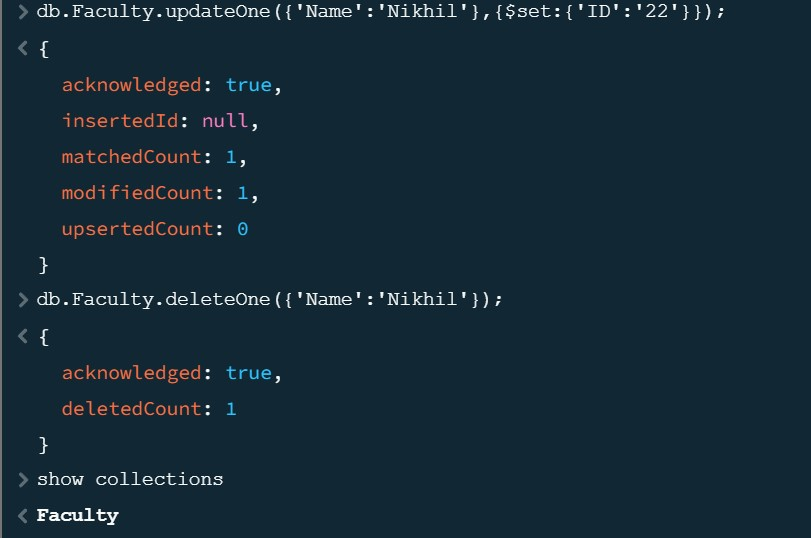 > db.Faculty.updateOne({'Name':'Nikhil'},{$set:{'ID':'22'}});
< {
acknowledged: true,
insertedId: null,
matchedCount: 1,
modifiedCount: 1,
upsertedCount: 0
}
> db.Faculty.deleteOne({'Name':'Nikhil'});
< {
acknowledged: true,
deletedCount: 1
}
> show collections
< Faculty